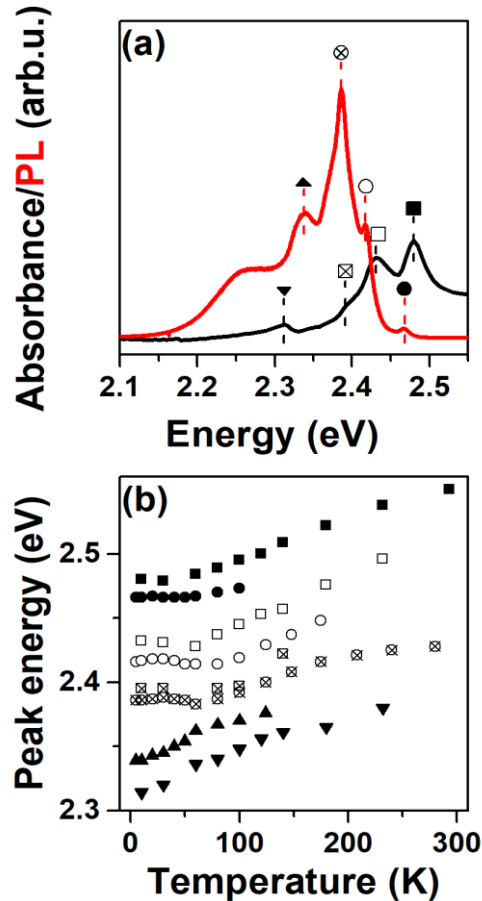 (a)
Absorbance/PL (arb.u.)
2.1 2.2 2.3 2.4 2.5
Energy (eV)
(b)
Peak energy (eV)
2.5
2.4
2.3
0 100 200 300
Temperature (K)